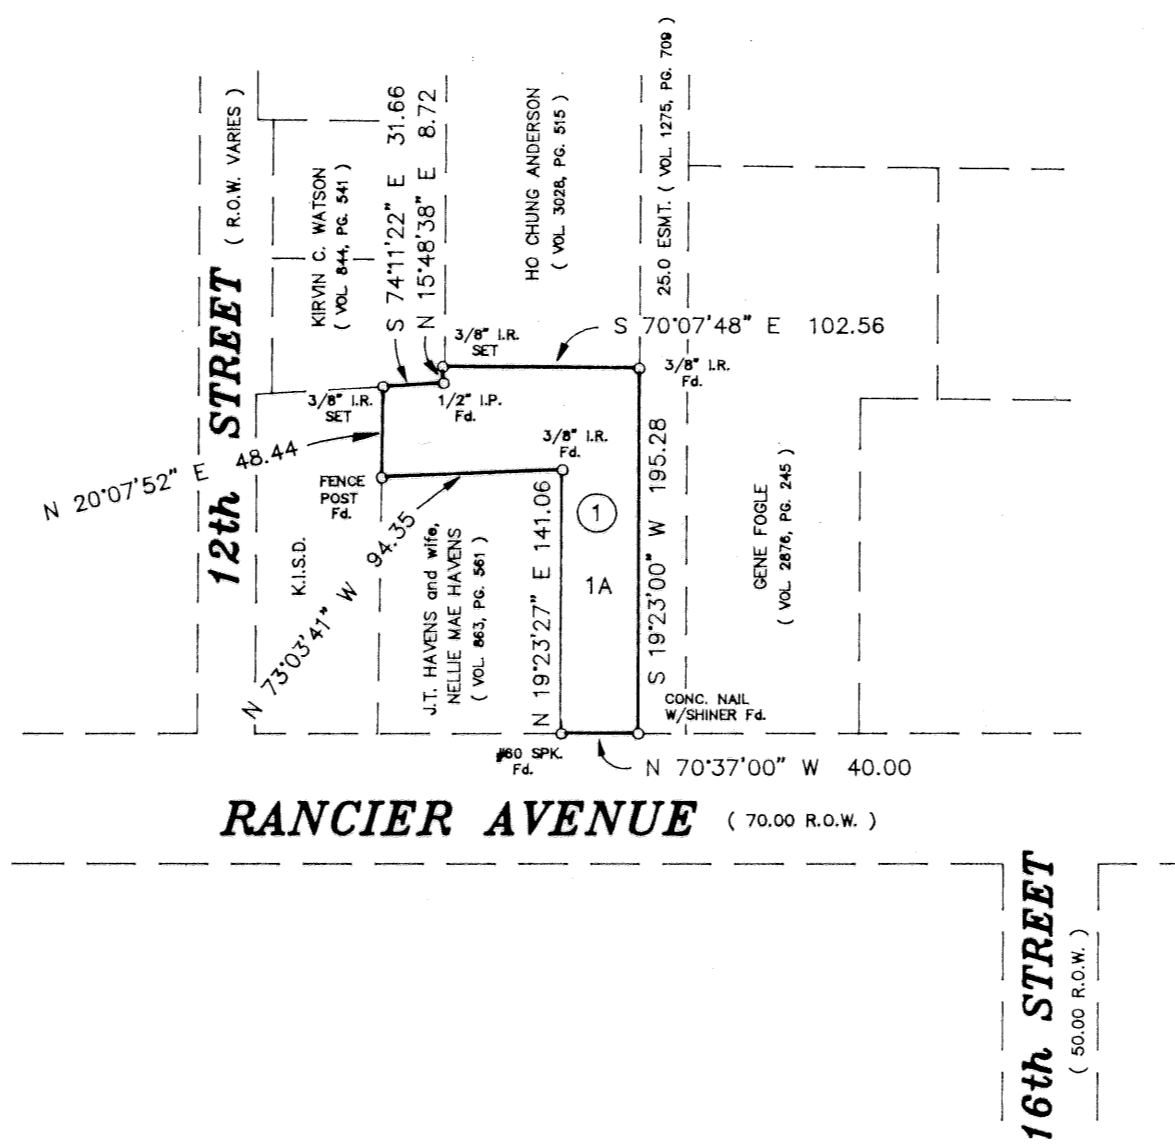 12th STREET
( R.O.W. VARIES )
KIRVIN C. WATSON
( VOL. 844, PG. 541 )
S 74°11'22" E 31.66
N 15°48'38" E 8.72
HO CHUNG ANDERSON
( VOL 3028, PG. 515 )
25.0 ESMT. ( VOL. 1275, PG. 709 )
S 70°07'48" E 102.56
3/8" I.R.
SET
3/8" I.R.
Fd.
3/8" I.R.
SET
1/2" I.P.
Fd.
3/8" I.R.
Fd.
N 20°07'52" E 48.44
FENCE
POST
Fd.
K.I.S.D.
N 73°03'41" W 94.35
J.T. HAVENS and wife,
NELLIE MAE HAVENS
( VOL. 863, PG. 561 )
N 19°23'27" E 141.06
1
1A
S 19°23'00" W 195.28
GENE FOGLE
( VOL 2876, PG. 245 )
CONC. NAIL
W/SHINER Fd.
#60 SPK.
Fd.
N 70°37'00" W 40.00
RANCIER AVENUE ( 70.00 R.O.W. )
16th STREET
( 50.00 R.O.W. )